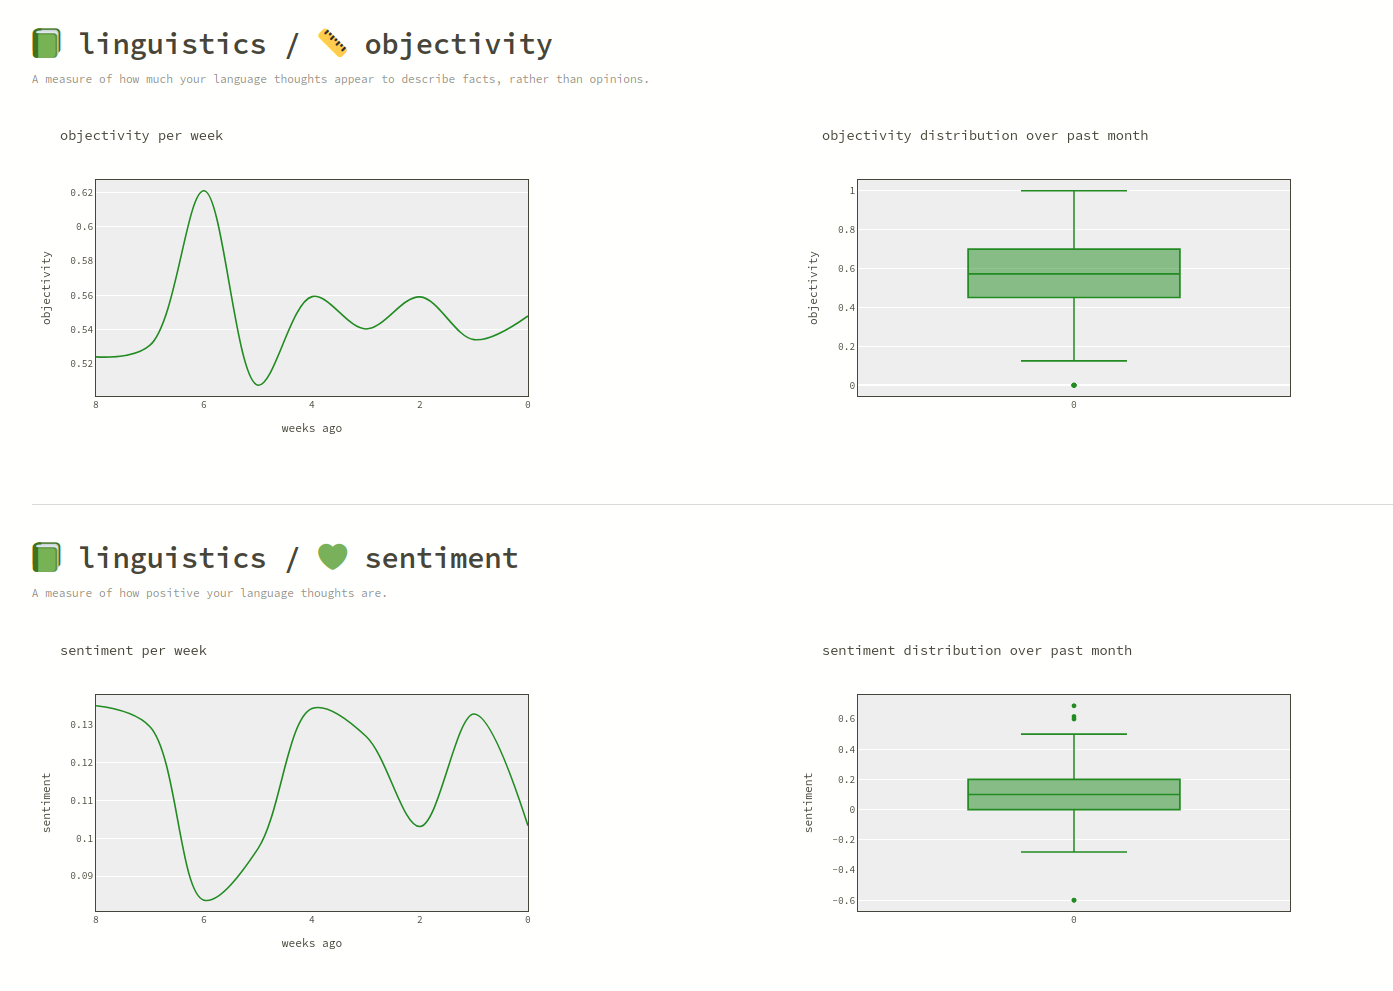 linguistics / objectivity
A measure of how much your language thoughts appear to describe facts, rather than opinions.
objectivity per week
objectivity
0.62
0.6
0.58
0.56
0.54
0.52
8 6 4 2 0
weeks ago
objectivity distribution over past month
objectivity
1
0.8
0.6
0.4
0.2
0
0
linguistics / sentiment
A measure of how positive your language thoughts are.
sentiment per week
sentiment
0.13
0.12
0.11
0.1
0.09
8 6 4 2 0
weeks ago
sentiment distribution over past month
sentiment
0.6
0.4
0.2
0
−0.2
−0.4
−0.6
0